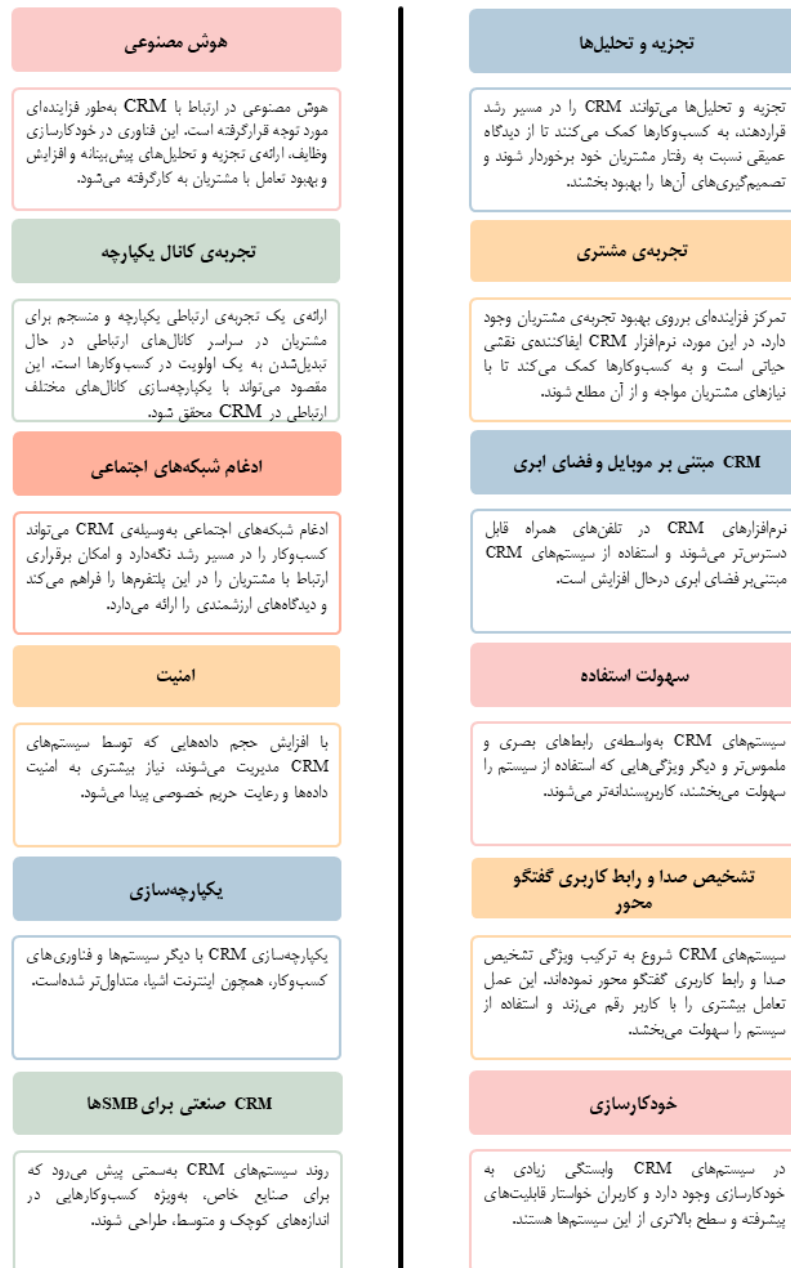 تجزیه و تحلیل‌ها
تجزیه و تحلیل‌ها می‌توانند CRM را در مسیر رشد
قراردهند، به کسب‌وکارها کمک می‌کنند تا از دیدگاه
عمیقی نسبت به رفتار مشتریان خود برخوردار شوند و
تصمیم‌گیری‌های آن‌ها را بهبود بخشند.
تجربه‌ی مشتری
تمرکز فزاینده‌ای برروی بهبود تجربه‌ی مشتریان وجود
دارد. در این مورد، نرم‌افزار CRM ایفاکننده‌ی نقشی
حیاتی است و به کسب‌وکارها کمک می‌کند تا با
نیازهای مشتریان مواجه و از آن مطلع شوند.
CRM مبتنی بر موبایل و فضای ابری
نرم‌افزارهای CRM در تلفن‌های همراه قابل
دسترس‌تر می‌شوند و استفاده از سیستم‌های CRM
مبتنی‌بر فضای ابری درحال افزایش است.
سهولت استفاده
سیستم‌های CRM به‌واسطه‌ی رابط‌های بصری و
ملموس‌تر و دیگر ویژگی‌هایی که استفاده از سیستم را
سهولت می‌بخشند، کاربرپسندانه‌تر می‌شوند.
تشخیص صدا و رابط کاربری گفتگو
محور
سیستم‌های CRM شروع به ترکیب ویژگی تشخیص
صدا و رابط کاربری گفتگو محور نموده‌اند. این عمل
تعامل بیشتری را با کاربر رقم می‌زند و استفاده از
سیستم را سهولت می‌بخشد.
خودکارسازی
در سیستم‌های CRM وابستگی زیادی به
خودکارسازی وجود دارد و کاربران خواستار قابلیت‌های
پیشرفته و سطح بالاتری از این سیستم‌ها هستند.
هوش مصنوعی
هوش مصنوعی در ارتباط با CRM به‌طور فزاینده‌ای
مورد توجه قرارگرفته است. این فناوری در خودکارسازی
وظایف، ارائه‌ی تجزیه و تحلیل‌های پیش‌بینانه و افزایش
و بهبود تعامل با مشتریان به کارگرفته می‌شود.
تجربه‌ی کانال یکپارچه
ارائه‌ی یک تجربه‌ی ارتباطی یکپارچه و منسجم برای
مشتریان در سراسر کانال‌های ارتباطی در حال
تبدیل‌شدن به یک اولویت در کسب‌وکارها است. این
مقصود می‌تواند با یکپارچه‌سازی کانال‌های مختلف
ارتباطی در CRM محقق شود.
ادغام شبکه‌های اجتماعی
ادغام شبکه‌های اجتماعی به‌وسیله‌ی CRM می‌تواند
کسب‌وکار را در مسیر رشد نگه‌دارد و امکان برقراری
ارتباط با مشتریان را در این پلتفرم‌ها را فراهم می‌کند
و دیدگاه‌های ارزشمندی را ارائه می‌دارد.
امنیت
با افزایش حجم داده‌هایی که توسط سیستم‌های
CRM مدیریت می‌شوند، نیاز بیشتری به امنیت
داده‌ها و رعایت حریم خصوصی پیدا می‌شود.
یکپارچه‌سازی
یکپارچه‌سازی CRM با دیگر سیستم‌ها و فناوری‌های
کسب‌وکار، همچون اینترنت اشیا، متداول‌تر شده‌است.
CRM صنعتی برای SMBها
روند سیستم‌های CRM به‌سمتی پیش می‌رود که
برای صنایع خاص، به‌ویژه کسب‌وکارهایی در
اندازه‌های کوچک و متوسط، طراحی شوند.